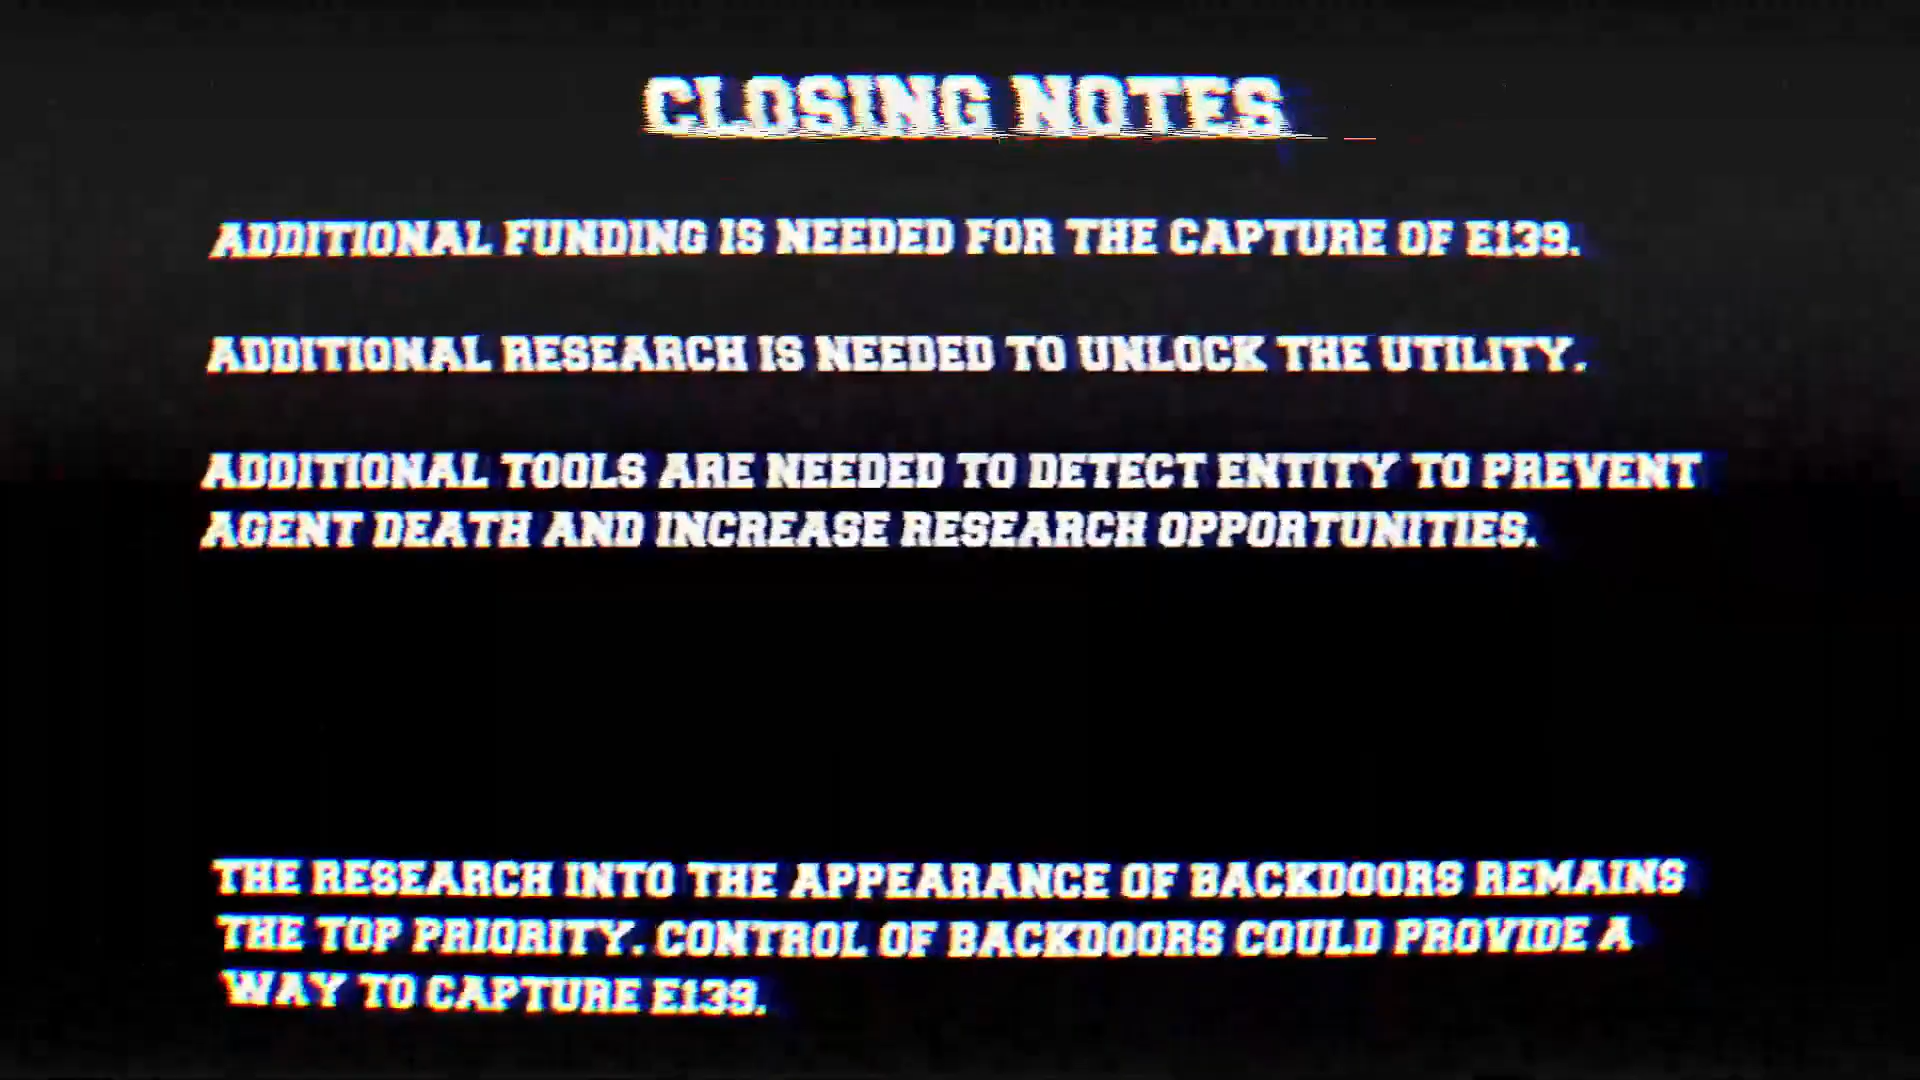 CLOSING NOTES
ADDITIONAL FUNDING IS NEEDED FOR THE CAPTURE OF E139.
ADDITIONAL RESEARCH IS NEEDED TO UNLOCK THE UTILITY.
ADDITIONAL TOOLS ARE NEEDED TO DETECT ENTITY TO PREVENT
AGENT DEATH AND INCREASE RESEARCH OPPORTUNITIES.
THE RESEARCH INTO THE APPEARANCE OF BACKDOORS REMAINS
THE TOP PRIORITY. CONTROL OF BACKDOORS COULD PROVIDE A
WAY TO CAPTURE E139.